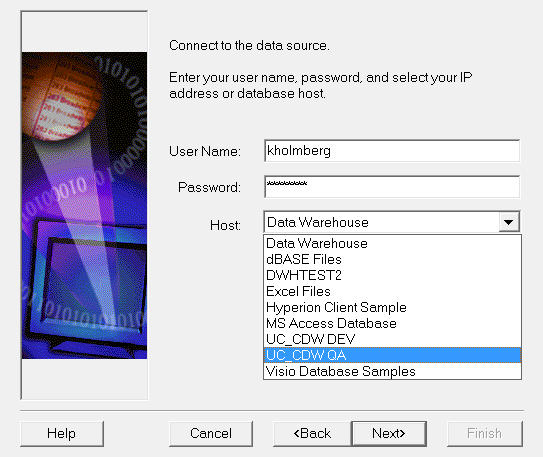 Connect to the data source.
Enter your user name, password, and select your IP
address or database host.
User Name:
kholmberg
Password:
*********
Host:
Data Warehouse
Data Warehouse
dBASE Files
DWHTEST2
Excel Files
Hyperion Client Sample
MS Access Database
UC_CDW DEV
UC_CDW QA
Visio Database Samples
Help
Cancel
<Back
Next>
Finish